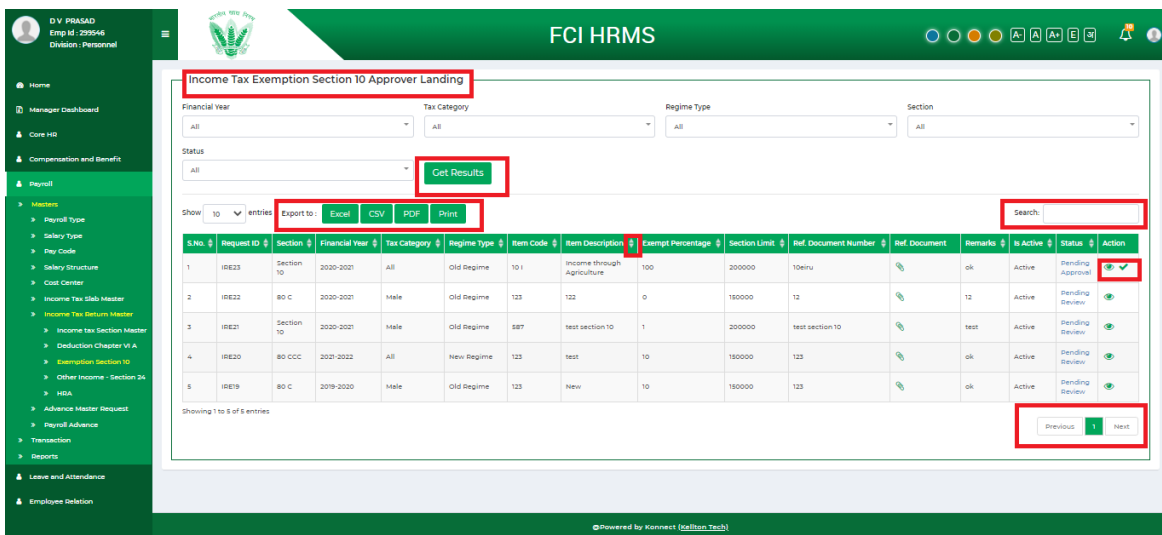 D V PRASAD
Emp Id : 299546
Division : Personnel
FCI HRMS
A- A A+ E अ
10
Home
Manager Dashboard
Core HR
Compensation and Benefit
Payroll
Masters
Payroll Type
Salary Type
Pay Code
Salary Structure
Cost Center
Income Tax Slab Master
Income Tax Return Master
Income tax Section Master
Deduction Chapter VI A
Exemption Section 10
Other Income - Section 24
HRA
Advance Master Request
Payroll Advance
Transaction
Reports
Leave and Attendance
Employee Relation
Income Tax Exemption Section 10 Approver Landing
Financial Year Tax Category Regime Type Section
All All All All
Status
All Get Results
Show 10 entries Export to : Excel CSV PDF Print Search:
S.No. Request ID Section Financial Year Tax Category Regime Type Item Code Item Description Exempt Percentage Section Limit Ref. Document Number Ref. Document Remarks Is Active Status Action
1 IRE23 Section 10 2020-2021 All Old Regime 10 I Income through Agriculture 100 200000 10eiru ok Active Pending Approval
2 IRE22 80 C 2020-2021 Male Old Regime 123 122 0 150000 12 12 Active Pending Review
3 IRE21 Section 10 2020-2021 Male Old Regime 587 test section 10 1 200000 test section 10 test Active Pending Review
4 IRE20 80 CCC 2021-2022 All New Regime 123 test 10 150000 123 ok Active Pending Review
5 IRE19 80 C 2019-2020 Male Old Regime 123 New 10 150000 123 ok Active Pending Review
Showing 1 to 5 of 5 entries
Previous 1 Next
@Powered by Konnect (Kellton Tech)